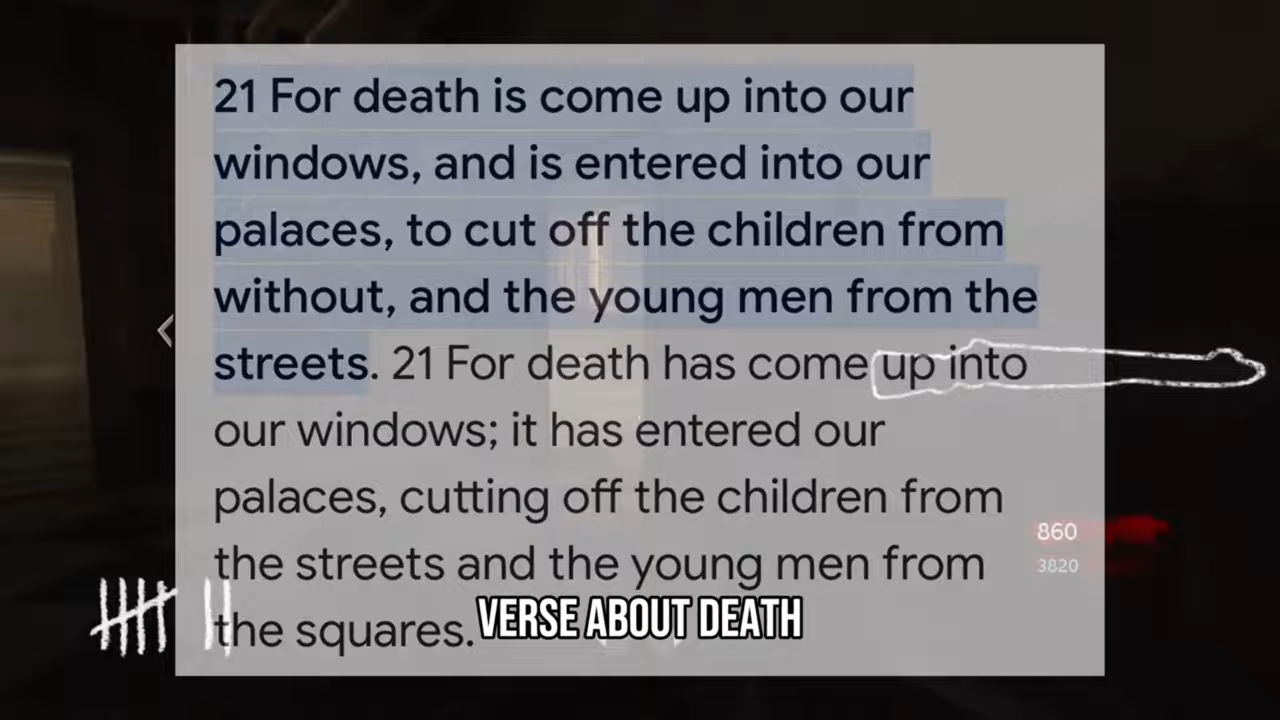 21 For death is come up into our
windows, and is entered into our
palaces, to cut off the children from
without, and the young men from the
streets. 21 For death has come up into
our windows; it has entered our
palaces, cutting off the children from
the streets and the young men from
the squares.
VERSE ABOUT DEATH
860
3820